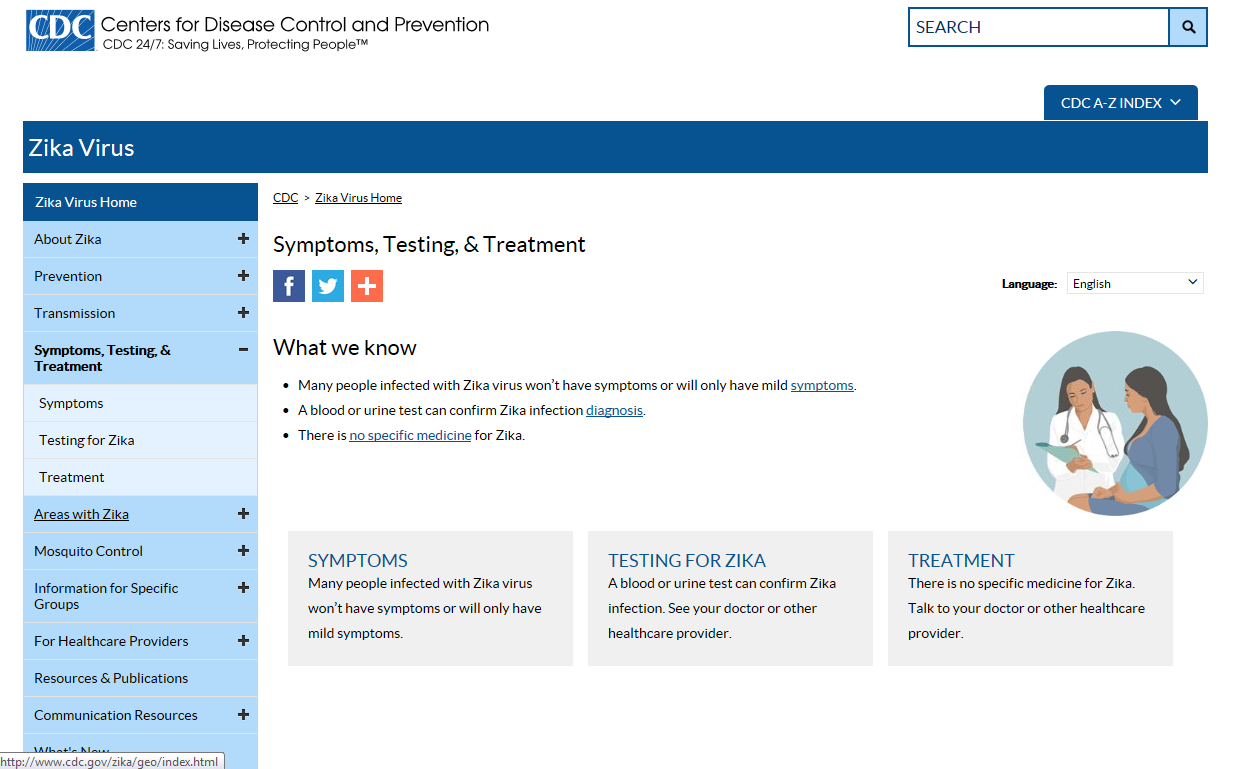 CDC Centers for Disease Control and Prevention
CDC 24/7: Saving Lives, Protecting People™
SEARCH
CDC A-Z INDEX
Zika Virus
Zika Virus Home
About Zika
Prevention
Transmission
Symptoms, Testing, &
Treatment
Symptoms
Testing for Zika
Treatment
Areas with Zika
Mosquito Control
Information for Specific
Groups
For Healthcare Providers
Resources & Publications
Communication Resources
What's New
http://www.cdc.gov/zika/geo/index.html
CDC > Zika Virus Home
Symptoms, Testing, & Treatment
Language: English
What we know
• Many people infected with Zika virus won’t have symptoms or will only have mild symptoms.
• A blood or urine test can confirm Zika infection diagnosis.
• There is no specific medicine for Zika.
SYMPTOMS
Many people infected with Zika virus
won’t have symptoms or will only have
mild symptoms.
TESTING FOR ZIKA
A blood or urine test can confirm Zika
infection. See your doctor or other
healthcare provider.
TREATMENT
There is no specific medicine for Zika.
Talk to your doctor or other healthcare
provider.